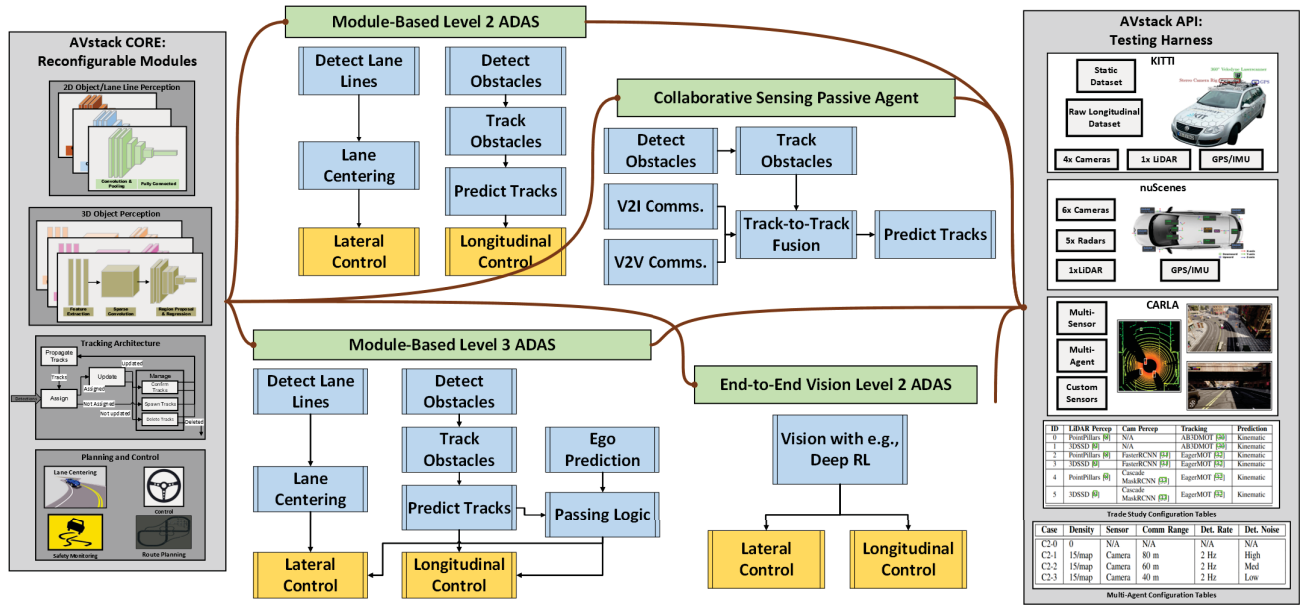 AVstack CORE:
Reconfigurable Modules
2D Object/Lane Line Perception
Convolution &
Pooling
Fully Connected
3D Object Perception
Feature
Extraction
Sparse
Convolution
Region Proposal
& Regression
Tracking Architecture
Propagate
Tracks
Updated
Tracks
Update
Manage
Confirm
Tracks
Assigned
Assign
Not Assigned
Spawn Tracks
Not updated
Delete Tracks
Deleted
Planning and Control
Lane Centering
Control
Safety Monitoring
Route Planning
Module-Based Level 2 ADAS
Detect Lane
Lines
Lane
Centering
Lateral
Control
Detect
Obstacles
Track
Obstacles
Predict Tracks
Longitudinal
Control
Collaborative Sensing Passive Agent
Detect
Obstacles
Track
Obstacles
V2I Comms.
V2V Comms.
Track-to-Track
Fusion
Predict Tracks
Module-Based Level 3 ADAS
Detect Lane
Lines
Lane
Centering
Lateral
Control
Detect
Obstacles
Track
Obstacles
Predict Tracks
Longitudinal
Control
Ego
Prediction
Passing Logic
End-to-End Vision Level 2 ADAS
Vision with e.g.,
Deep RL
Lateral
Control
Longitudinal
Control
AVstack API:
Testing Harness
KITTI
Static
Dataset
Raw Longitudinal
Dataset
4x Cameras
1x LiDAR
GPS/IMU
nuScenes
6x Cameras
5x Radars
1xLiDAR
GPS/IMU
CARLA
Multi-
Sensor
Multi-
Agent
Custom
Sensors
ID LiDAR Percep Cam Percep Tracking Prediction
0 PointPillars N/A AB3DMOT Kinematic
1 3DSSD N/A AB3DMOT Kinematic
2 PointPillars FasterRCNN EagerMOT Kinematic
3 3DSSD FasterRCNN EagerMOT Kinematic
4 PointPillars Cascade MaskRCNN EagerMOT Kinematic
5 3DSSD Cascade MaskRCNN EagerMOT Kinematic
Trade Study Configuration Tables
Case Density Sensor Comm Range Det. Rate Det. Noise
C2-0 0 N/A N/A N/A N/A
C2-1 15/map Camera 80 m 2 Hz High
C2-2 15/map Camera 60 m 2 Hz Med
C2-3 15/map Camera 40 m 2 Hz Low
Multi-Agent Configuration Tables